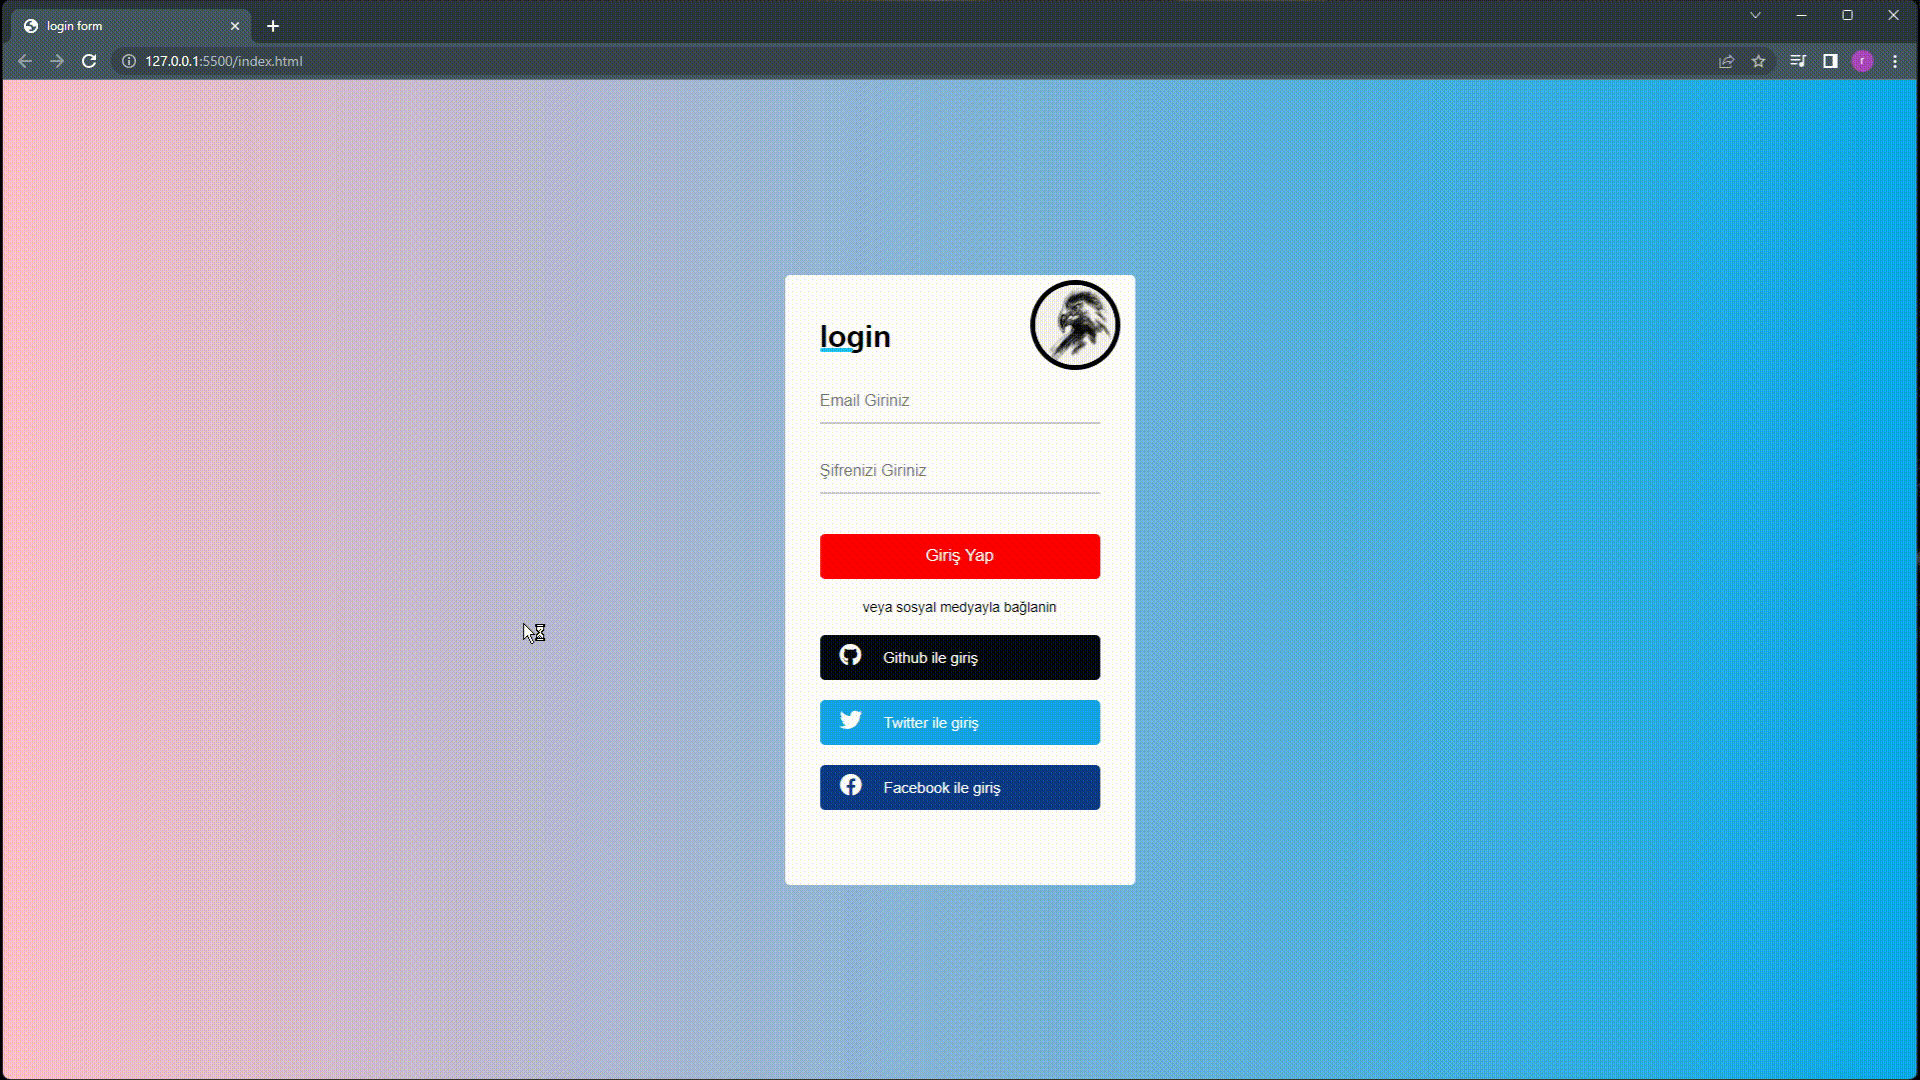 login form
127.0.0.1:5500/index.html
r
login
Email Giriniz
Şifrenizi Giriniz
Giriş Yap
veya sosyal medyayla bağlanin
Github ile giriş
Twitter ile giriş
Facebook ile giriş